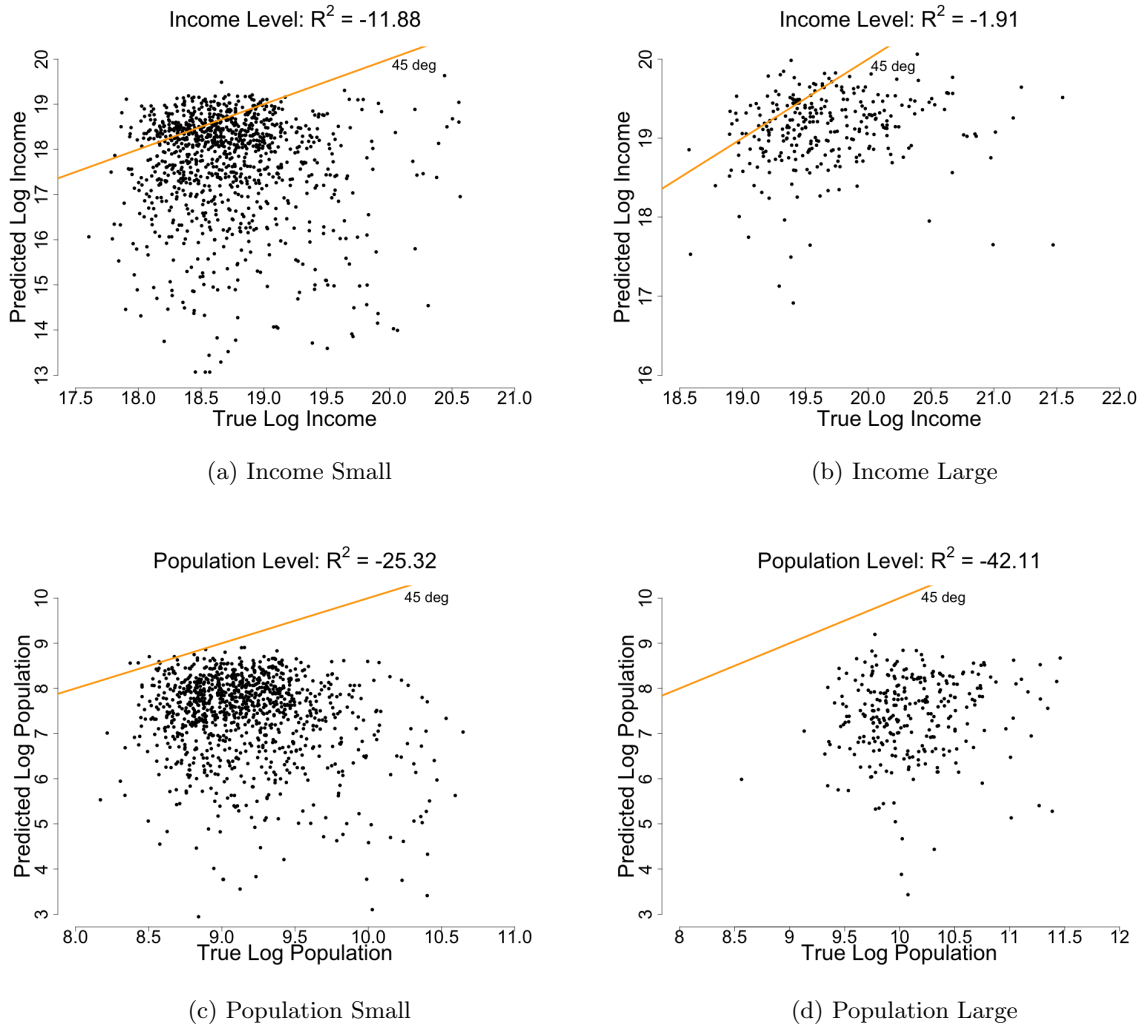 Income Level: R² = -11.88
45 deg
Predicted Log Income
20
19
18
17
16
15
14
13
17.5 18.0 18.5 19.0 19.5 20.0 20.5 21.0
True Log Income
(a) Income Small
Income Level: R² = -1.91
45 deg
Predicted Log Income
20
19
18
17
16
18.5 19.0 19.5 20.0 20.5 21.0 21.5 22.0
True Log Income
(b) Income Large
Population Level: R² = -25.32
45 deg
Predicted Log Population
10
9
8
7
6
5
4
3
8.0 8.5 9.0 9.5 10.0 10.5 11.0
True Log Population
(c) Population Small
Population Level: R² = -42.11
45 deg
Predicted Log Population
10
9
8
7
6
5
4
3
8 8.5 9 9.5 10 10.5 11 11.5 12
True Log Population
(d) Population Large